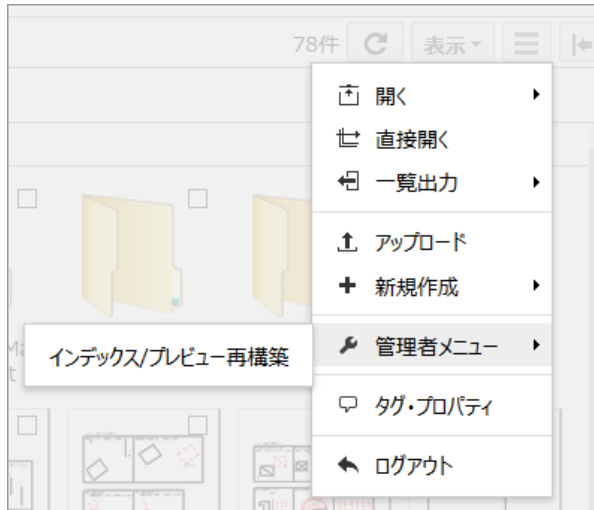 78件
表示
開く
直接開く
一覧出力
アップロード
新規作成
管理者メニュー
インデックス/プレビュー再構築
タグ・プロパティ
ログアウト